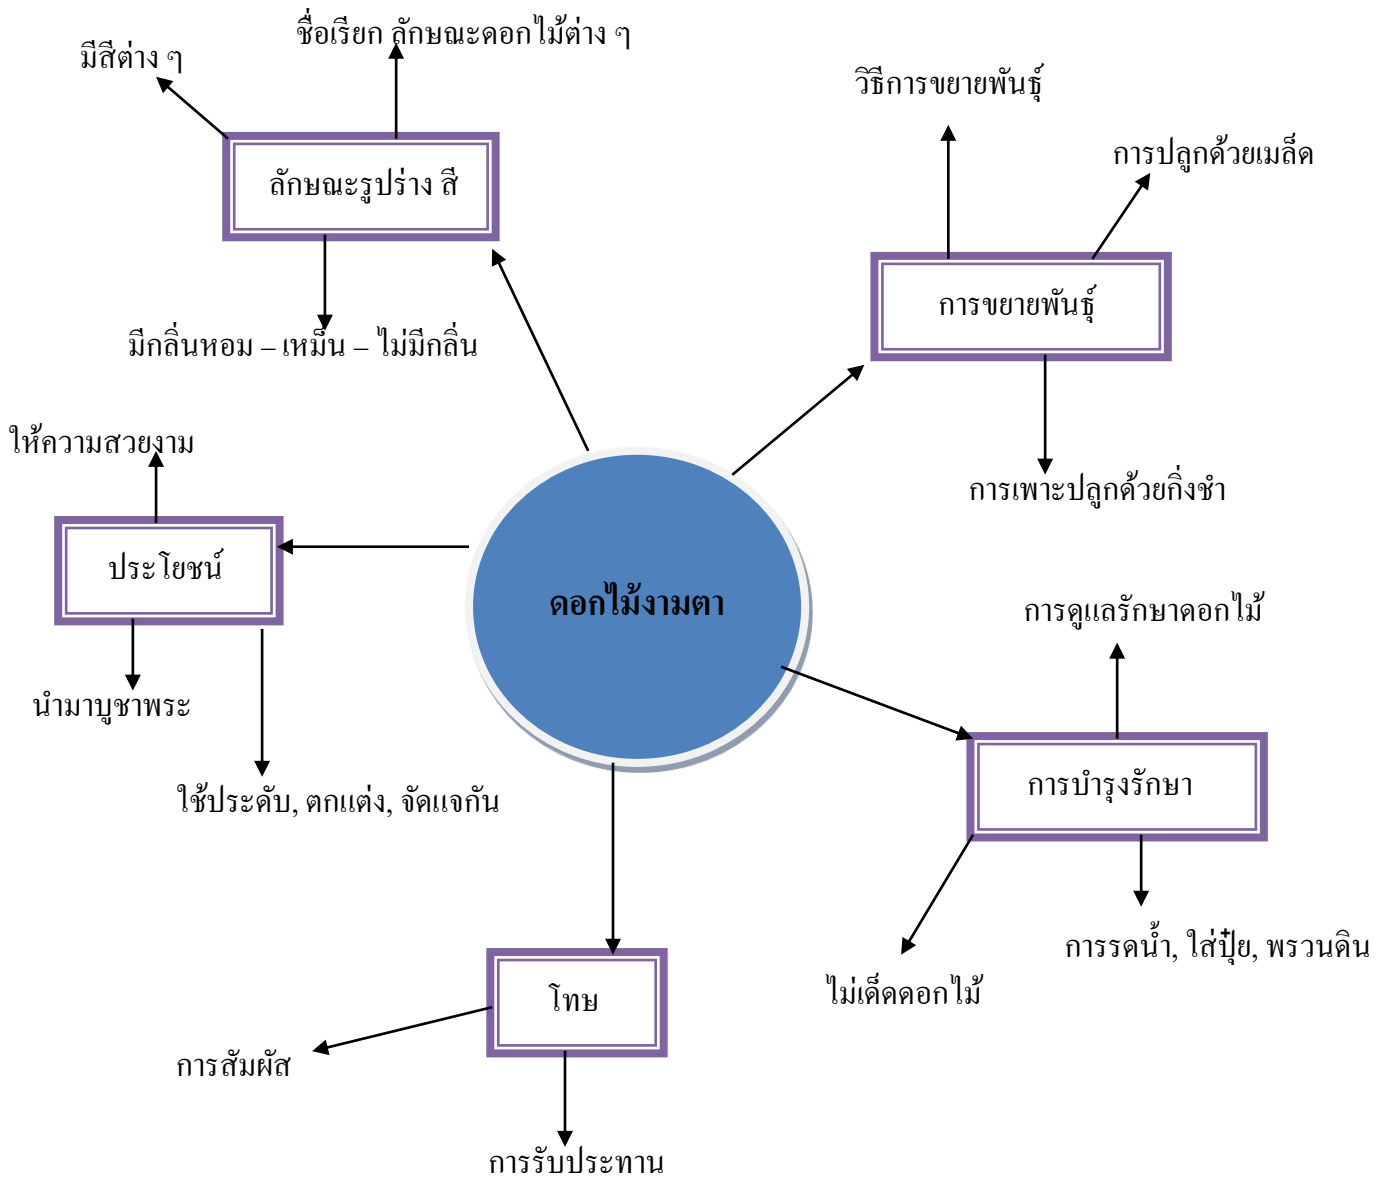 ชื่อเรียก ลักษณะดอกไม้ต่าง ๆ
มีสีต่าง ๆ
ลักษณะรูปร่าง สี
มีกลิ่นหอม – เหม็น – ไม่มีกลิ่น
วิธีการขยายพันธุ์
การปลูกด้วยเมล็ด
การขยายพันธุ์
การเพาะปลูกด้วยกิ่งชำ
ให้ความสวยงาม
ประโยชน์
นำมาบูชาพระ
ใช้ประดับ, ตกแต่ง, จัดแจกัน
ดอกไม้งามตา
การดูแลรักษาดอกไม้
การบำรุงรักษา
ไม่เด็ดดอกไม้
การรดน้ำ, ใส่ปุ๋ย, พรวนดิน
โทษ
การสัมผัส
การรับประทาน